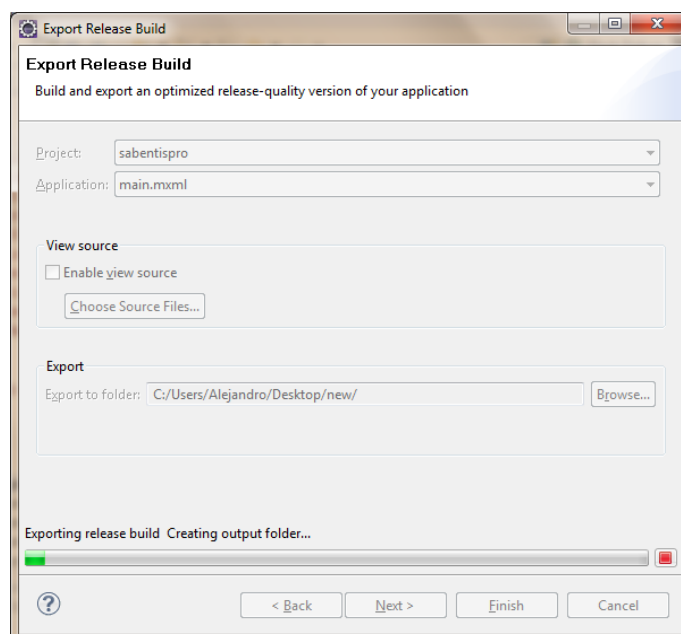 Export Release Build
Export Release Build
Build and export an optimized release-quality version of your application
Project: sabentispro
Application: main.mxml
View source
Enable view source
Choose Source Files...
Export
Export to folder: C:/Users/Alejandro/Desktop/new/ Browse...
Exporting release build Creating output folder...
? < Back Next > Finish Cancel